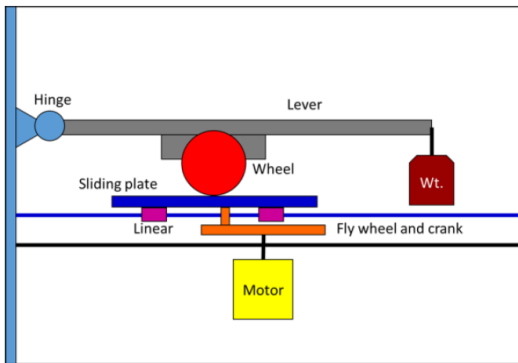 Hinge
Lever
Wheel
Sliding plate
Wt.
Linear
Fly wheel and crank
Motor